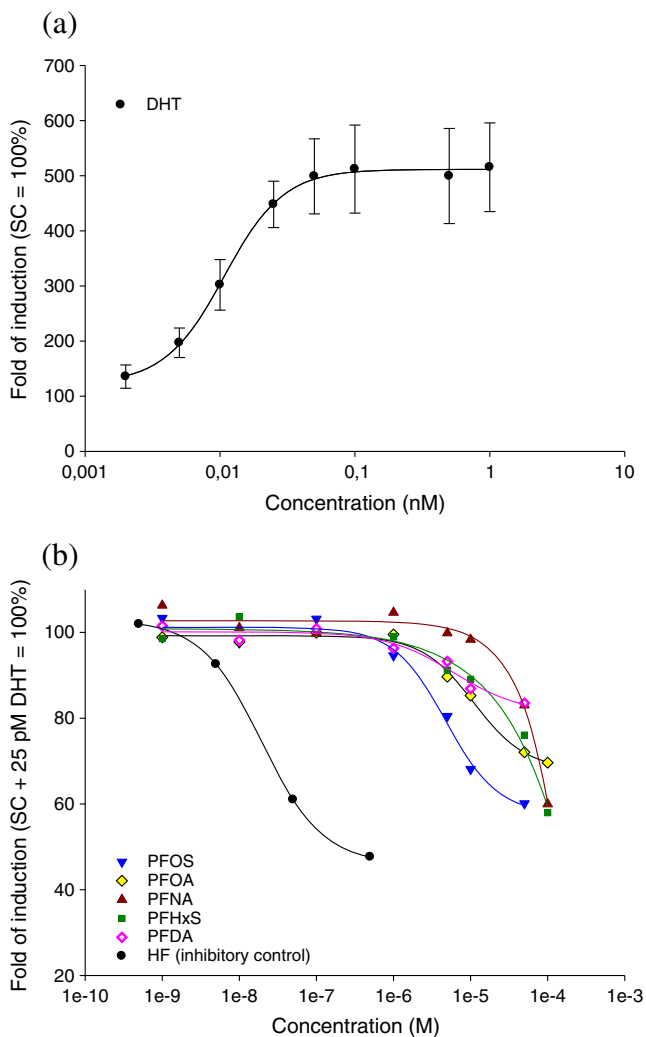 (a)
Fold of induction (SC = 100%)
700
600
500
400
300
200
100
0
DHT
0,001
0,01
0,1
1
10
Concentration (nM)
(b)
Fold of induction (SC + 25 pM DHT = 100%)
100
80
60
40
20
PFOS
PFOA
PFNA
PFHxS
PFDA
HF (inhibitory control)
1e-10
1e-9
1e-8
1e-7
1e-6
1e-5
1e-4
1e-3
Concentration (M)